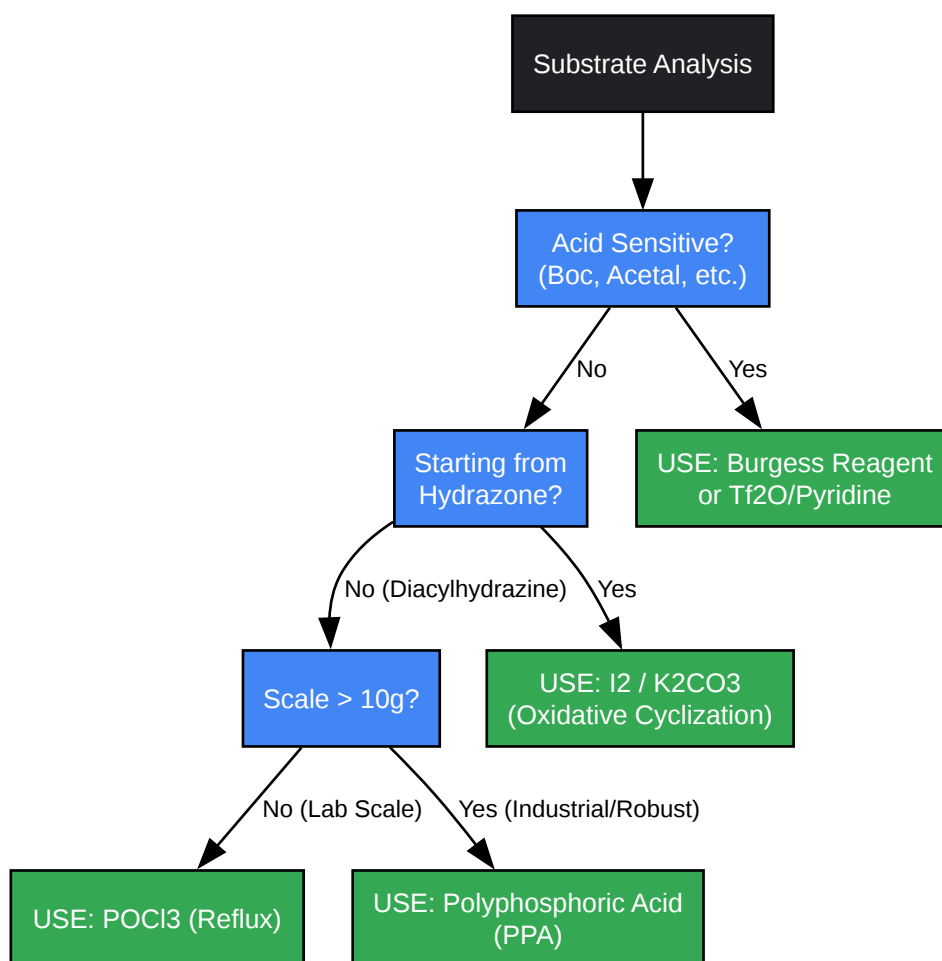 Substrate Analysis
Acid Sensitive?
(Boc, Acetal, etc.)
No
Yes
Starting from
Hydrazone?
USE: Burgess Reagent
or Tf2O/Pyridine
No (Diacylhydrazine)
Yes
Scale > 10g?
USE: I2 / K2CO3
(Oxidative Cyclization)
No (Lab Scale)
Yes (Industrial/Robust)
USE: POCl3 (Reflux)
USE: Polyphosphoric Acid
(PPA)